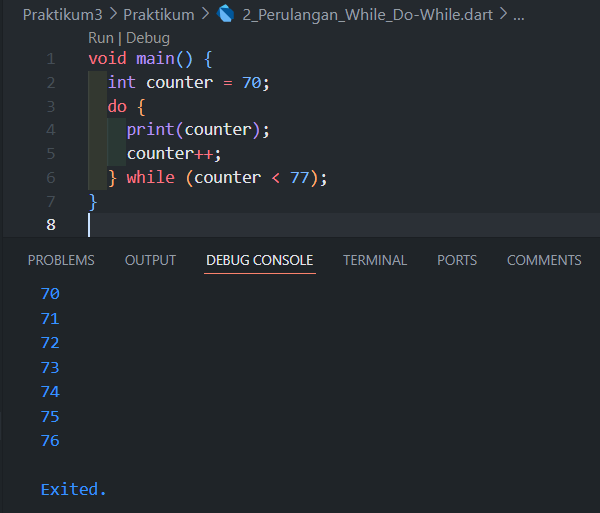 Praktikum3 > Praktikum > 2_Perulangan_While_Do-While.dart > ...
Run | Debug
1 void main() {
2   int counter = 70;
3   do {
4     print(counter);
5     counter++;
6   } while (counter < 77);
7 }
8
PROBLEMS OUTPUT DEBUG CONSOLE TERMINAL PORTS COMMENTS
70
71
72
73
74
75
76
Exited.